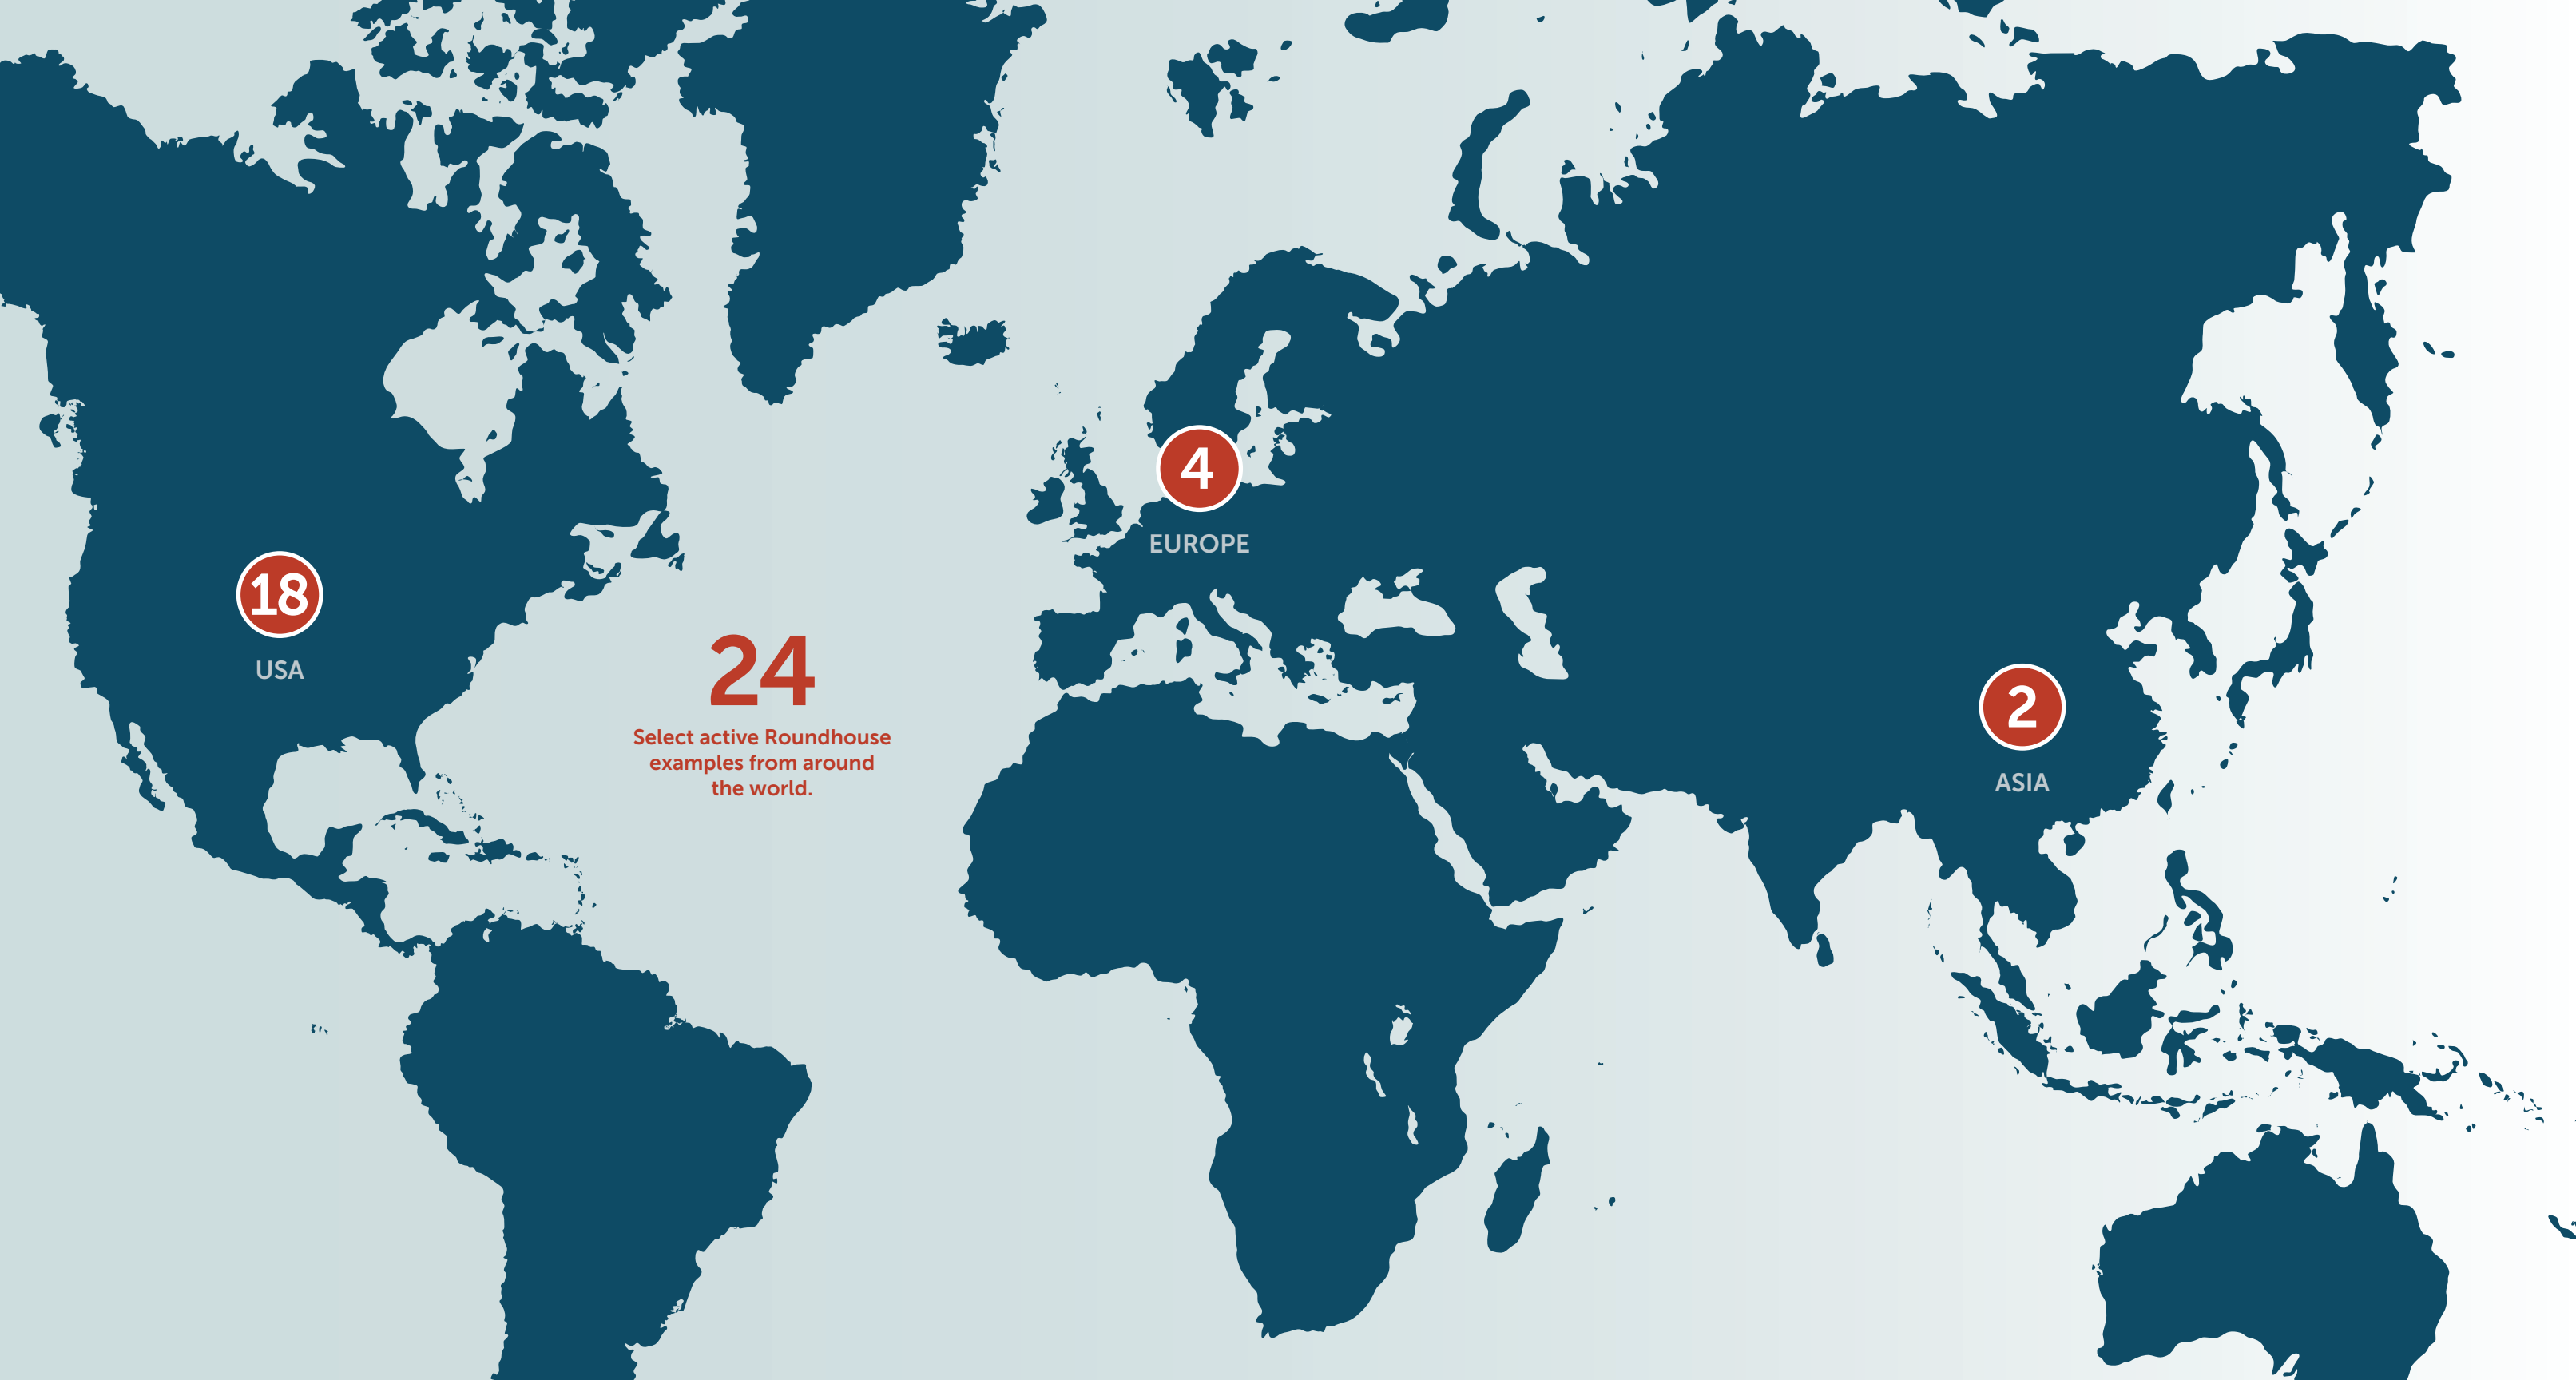 4
EUROPE
18
USA
24
Select active Roundhouse
examples from around
the world.
2
ASIA